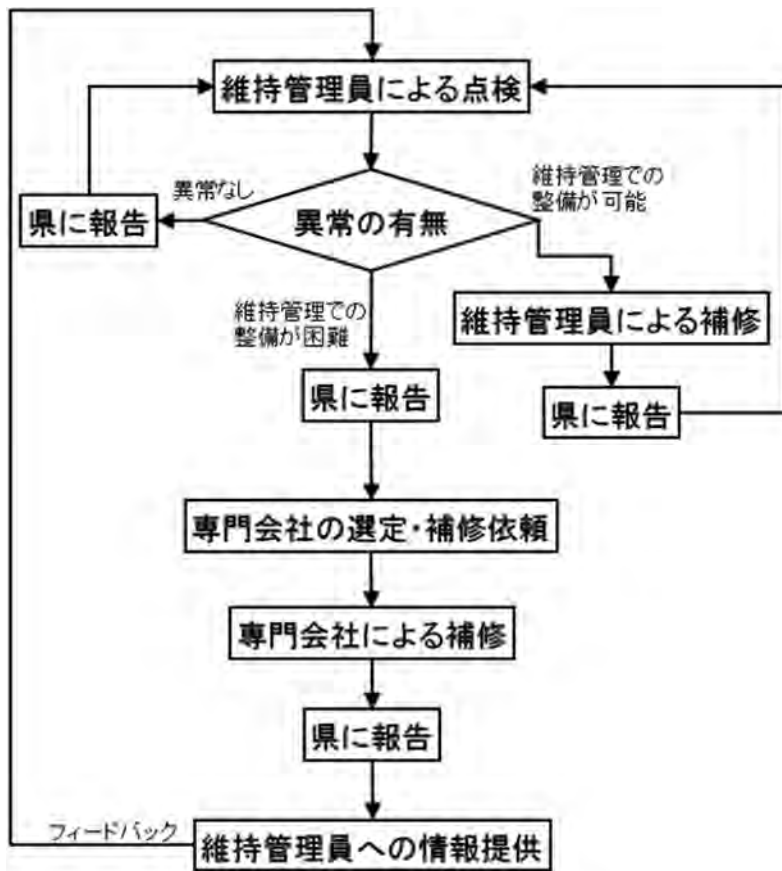 維持管理員による点検
異常なし
維持管理での
整備が可能
県に報告
異常の有無
維持管理での
整備が困難
維持管理員による補修
県に報告
県に報告
専門会社の選定・補修依頼
専門会社による補修
県に報告
フィードバック
維持管理員への情報提供